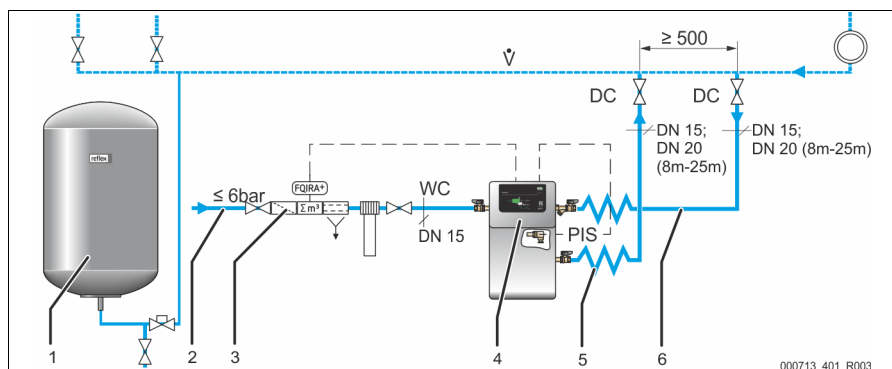 ≥ 500
V̇
DC
DC
DN 15;
DN 20
(8m-25m)
DN 15;
DN 20 (8m-25m)
reflex
≤ 6bar
FQIRA+
Σ m³
WC
DN 15
PIS
1
2
3
4
5
6
000713_401_R003